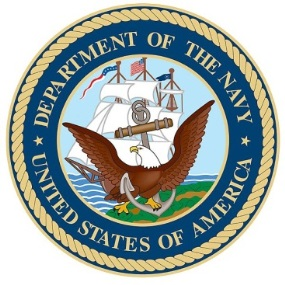 DEPARTMENT OF THE NAVY
UNITED STATES OF AMERICA